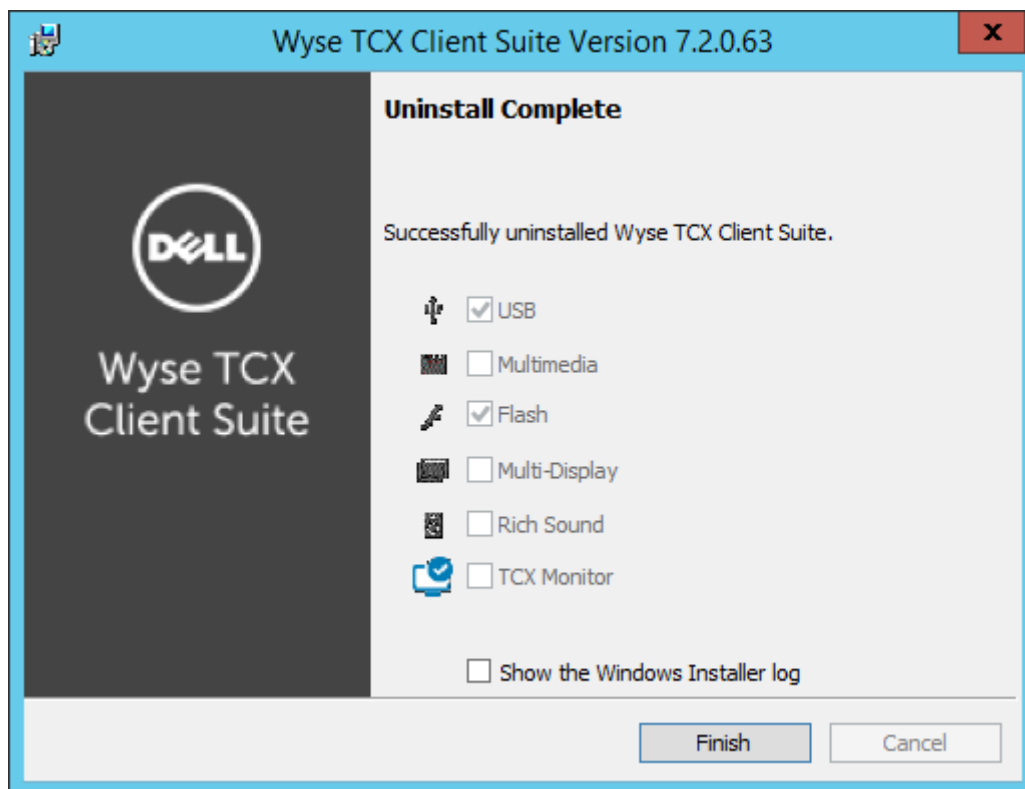 Wyse TCX Client Suite Version 7.2.0.63
x
Uninstall Complete
DELL
Wyse TCX
Client Suite
Successfully uninstalled Wyse TCX Client Suite.
USB
Multimedia
Flash
Multi-Display
Rich Sound
TCX Monitor
Show the Windows Installer log
Finish
Cancel